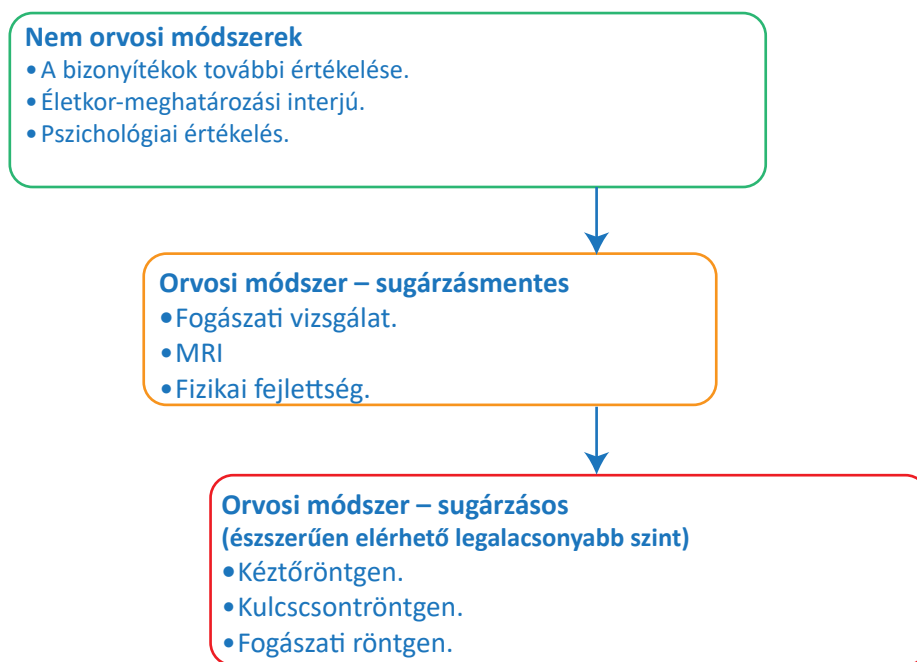 Nem orvosi módszerek
• A bizonyítékok további értékelése.
• Életkor-meghatározási interjú.
• Pszichológiai értékelés.
Orvosi módszer – sugárzásmentes
• Fogászati vizsgálat.
• MRI
• Fizikai fejlettség.
Orvosi módszer – sugárzásos
(észszerűen elérhető legalacsonyabb szint)
• Kéztőröntgen.
• Kulcscsontröntgen.
• Fogászati röntgen.